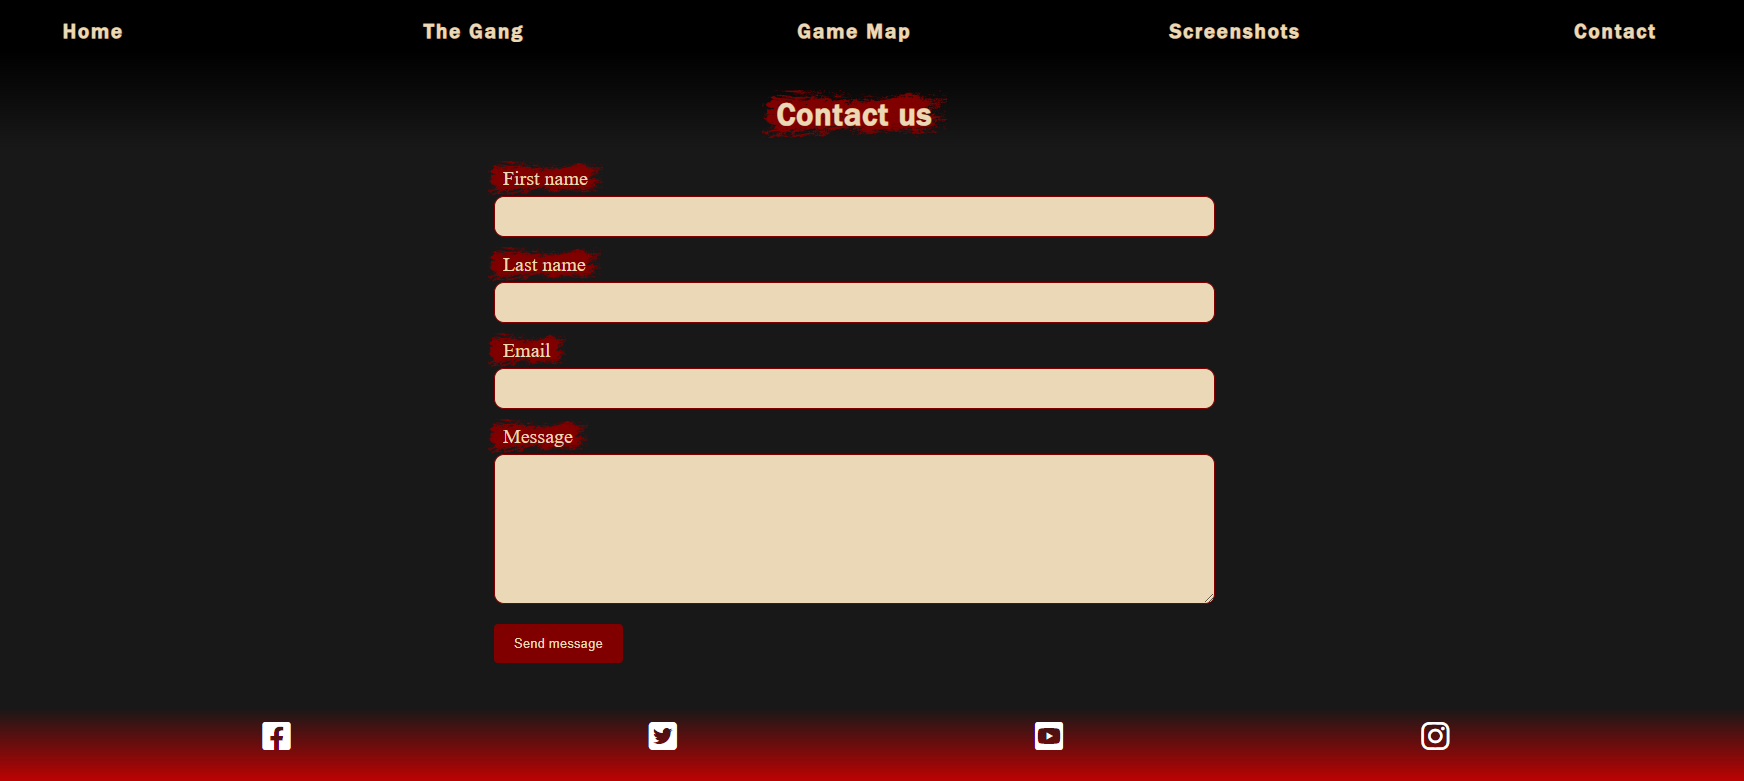 Home The Gang Game Map Screenshots Contact
Contact us
First name
Last name
Email
Message
Send message